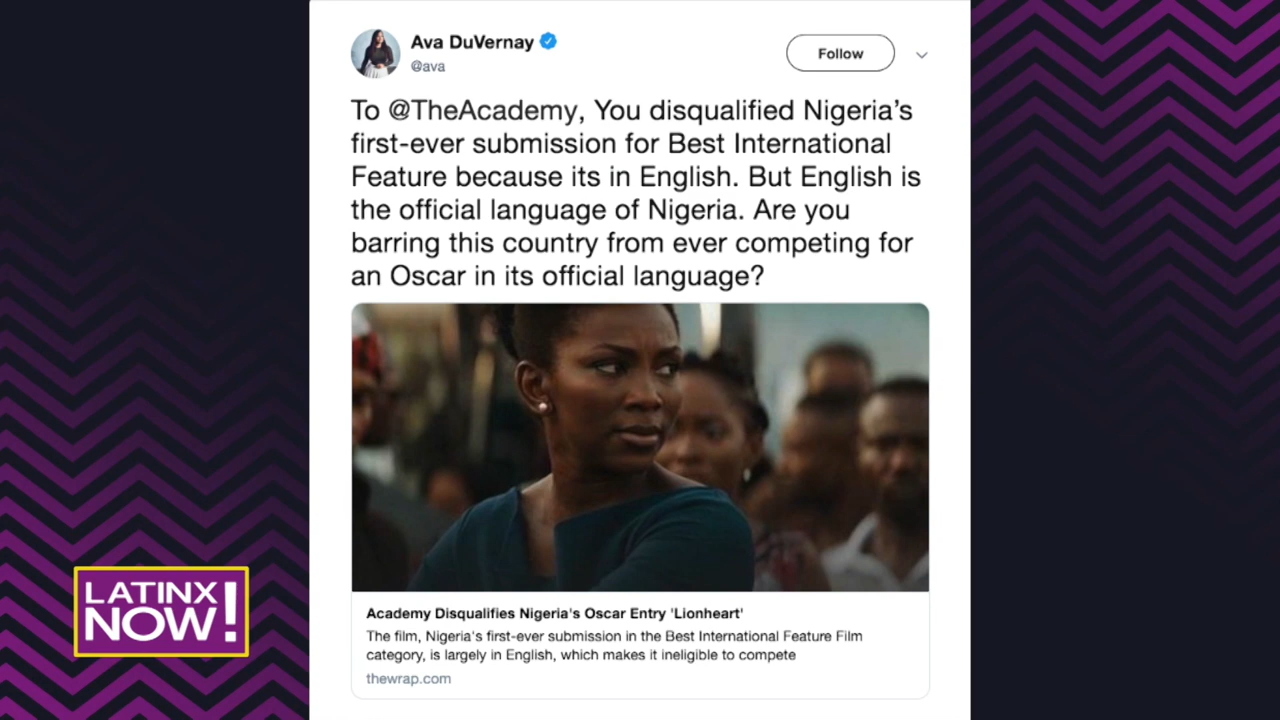 Ava DuVernay
@ava
Follow
To @TheAcademy, You disqualified Nigeria’s
first-ever submission for Best International
Feature because its in English. But English is
the official language of Nigeria. Are you
barring this country from ever competing for
an Oscar in its official language?
Academy Disqualifies Nigeria's Oscar Entry 'Lionheart'
The film, Nigeria's first-ever submission in the Best International Feature Film
category, is largely in English, which makes it ineligible to compete
thewrap.com
LATINX
NOW!